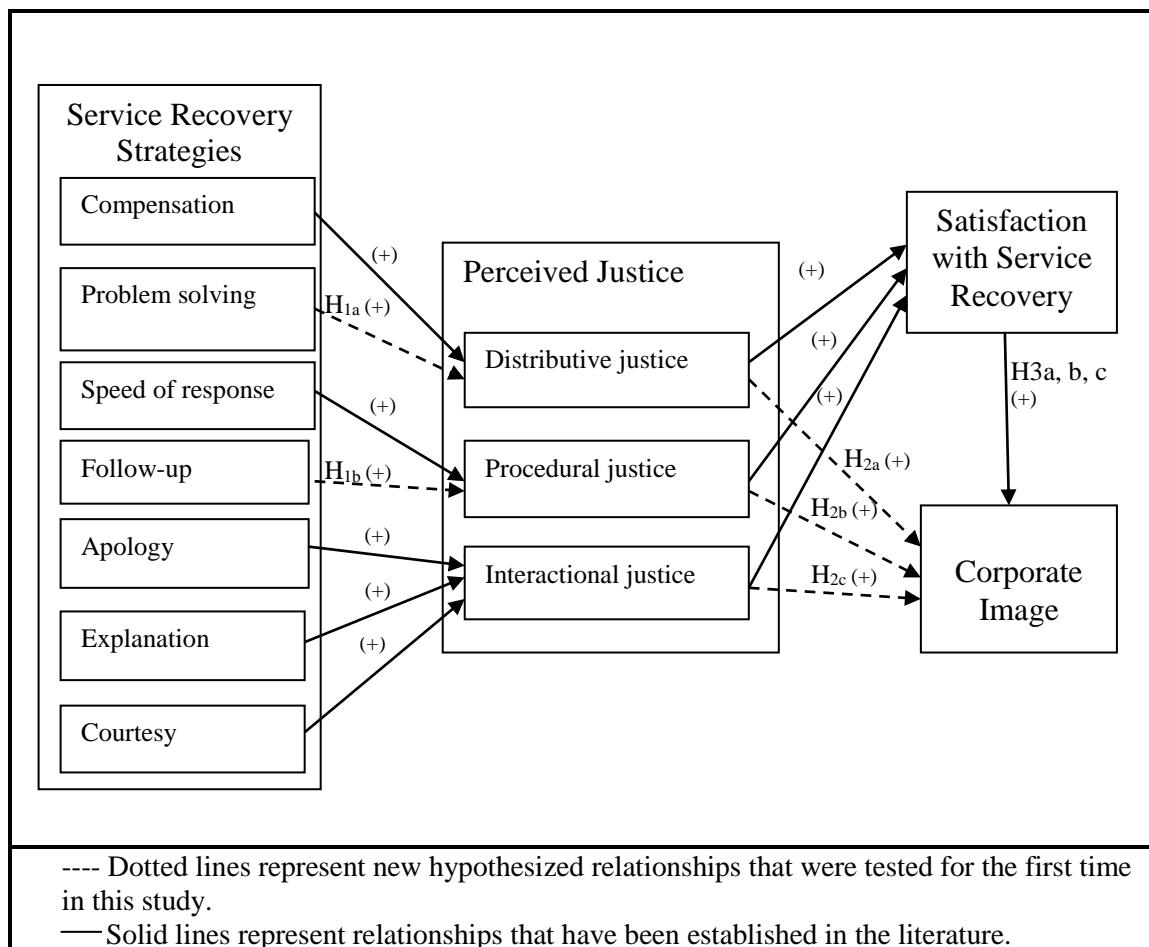 Service Recovery
Strategies
Compensation
Problem solving
Speed of response
Follow-up
Apology
Explanation
Courtesy
(+)
H1a (+)
(+)
H1b (+)
(+)
(+)
(+)
Perceived Justice
Distributive justice
Procedural justice
Interactional justice
(+)
(+)
(+)
H2a (+)
H2b (+)
H2c (+)
Satisfaction
with Service
Recovery
H3a, b, c
(+)
Corporate
Image
---- Dotted lines represent new hypothesized relationships that were tested for the first time
in this study.
Solid lines represent relationships that have been established in the literature.